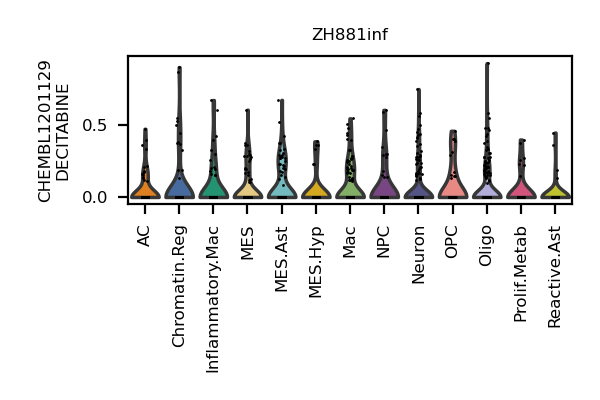 ZH881inf
CHEMBL1201129
DECITABINE
0.5
0.0
AC
Chromatin.Reg
Inflammatory.Mac
MES
MES.Ast
MES.Hyp
Mac
NPC
Neuron
OPC
Oligo
Prolif.Metab
Reactive.Ast